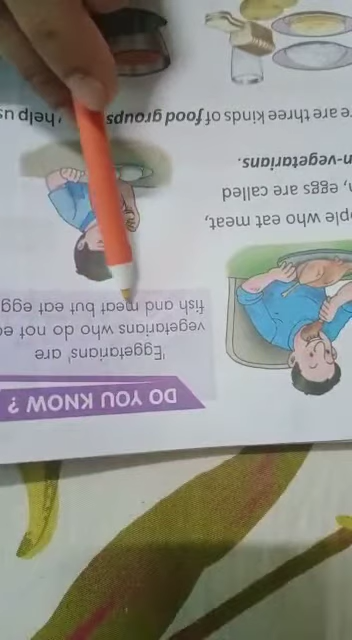 DO YOU KNOW ?
'Eggetarians' are
vegetarians who do not e
fish and meat but eat egg
ple who eat meat,
, eggs are called
n-vegetarians.
re are three kinds of food groups
help us